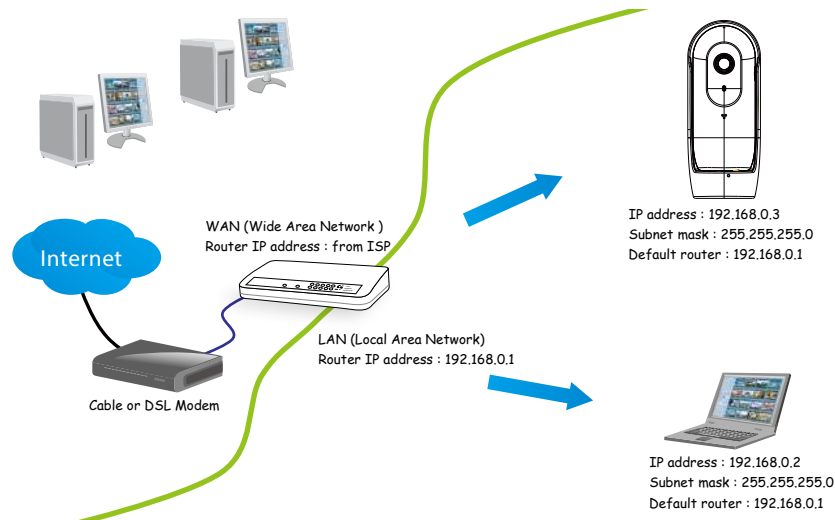 WAN (Wide Area Network )
Router IP address : from ISP
Internet
LAN (Local Area Network)
Router IP address : 192.168.0.1
Cable or DSL Modem
IP address : 192.168.0.3
Subnet mask : 255.255.255.0
Default router : 192.168.0.1
IP address : 192.168.0.2
Subnet mask : 255.255.255.0
Default router : 192.168.0.1